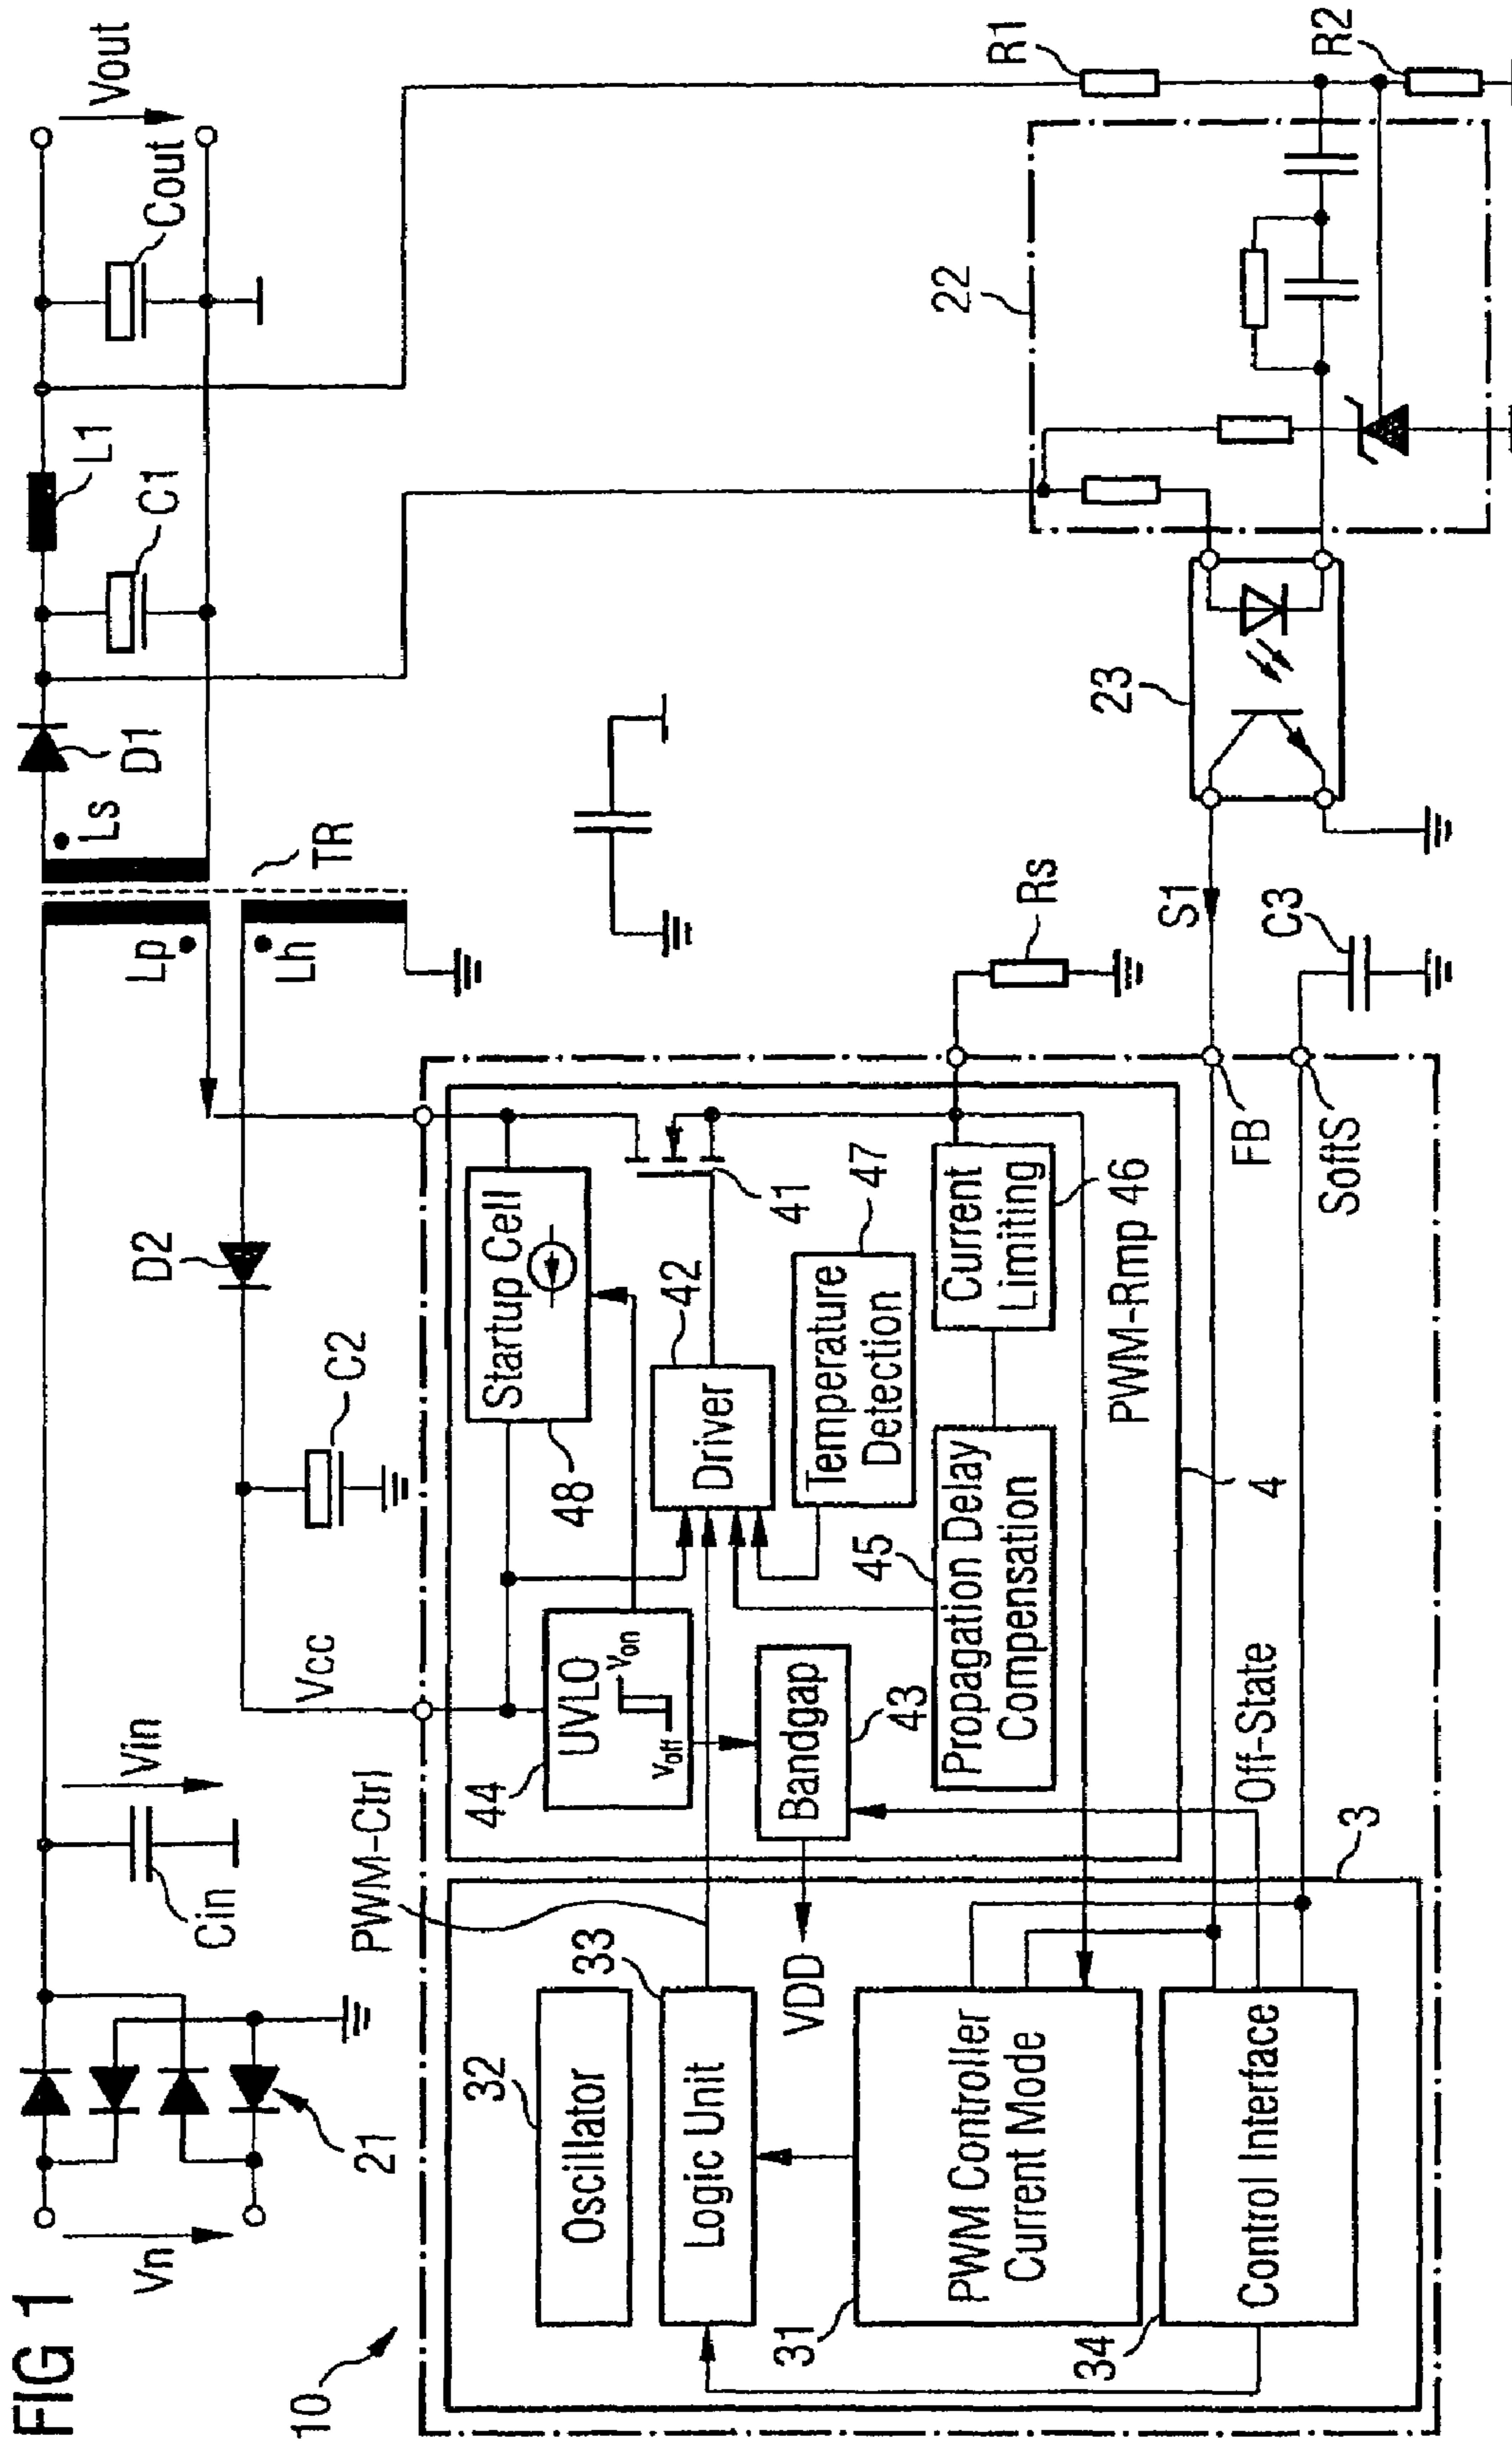 FIG 1
10
Vn
21
Cin
Vin
Vcc
C2
D2
Lp
Lh
TR
Ls
D1
C1
L1
Cout
Vout
PWM-Ctrl
44
UVLO
Voff
Von
48
Startup Cell
42
Driver
41
47
Temperature
Detection
Bandgap
43
VDD
45
Propagation Delay
Compensation
Current
Limiting
46
PWM-Rmp
4
Rs
32
Oscillator
33
Logic Unit
31
PWM Controller
Current Mode
34
Control Interface
3
Off-State
FB
SoftS
S1
C3
23
22
R1
R2